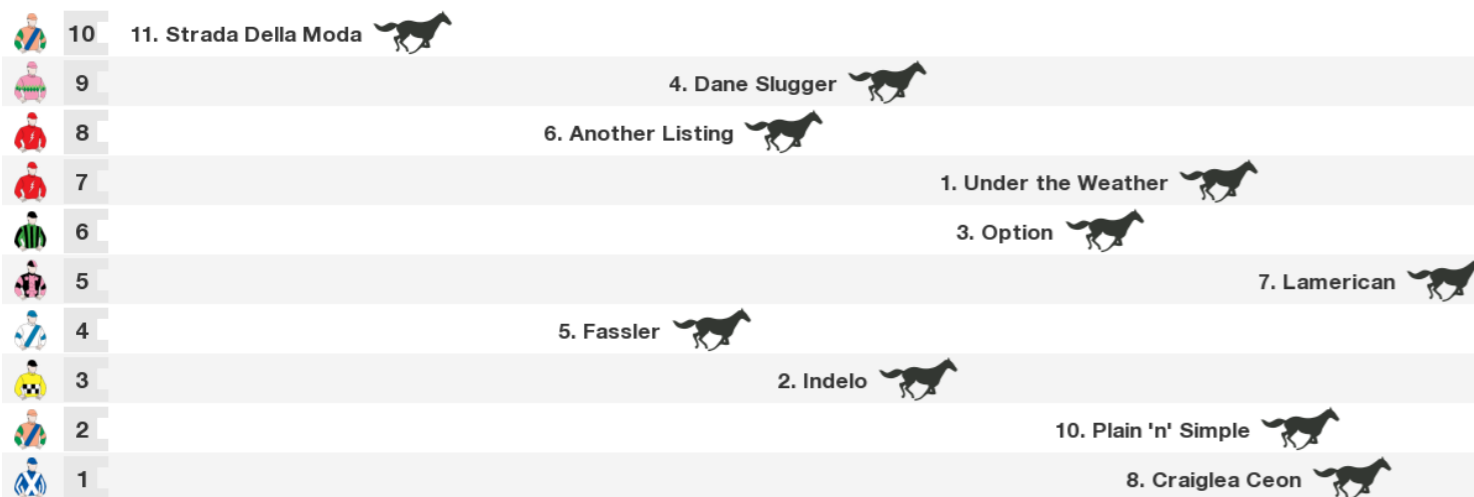 10 11. Strada Della Moda
9 4. Dane Slugger
8 6. Another Listing
7 1. Under the Weather
6 3. Option
5 7. Lamerican
4 5. Fassler
3 2. Indelo
2 10. Plain 'n' Simple
1 8. Craiglea Ceon